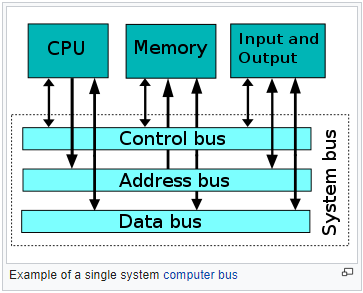 CPU
Memory
Input and
Output
Control bus
Address bus
Data bus
System bus
Example of a single system computer bus